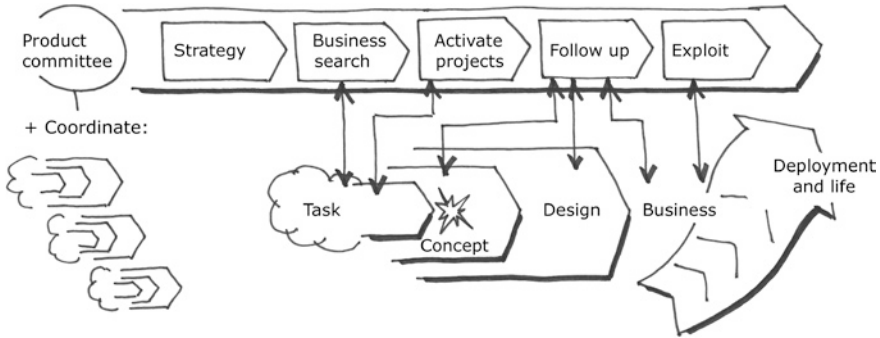 Product
committee
Strategy
Business
search
Activate
projects
Follow up
Exploit
+ Coordinate:
Deployment
and life
Task
Concept
Design
Business